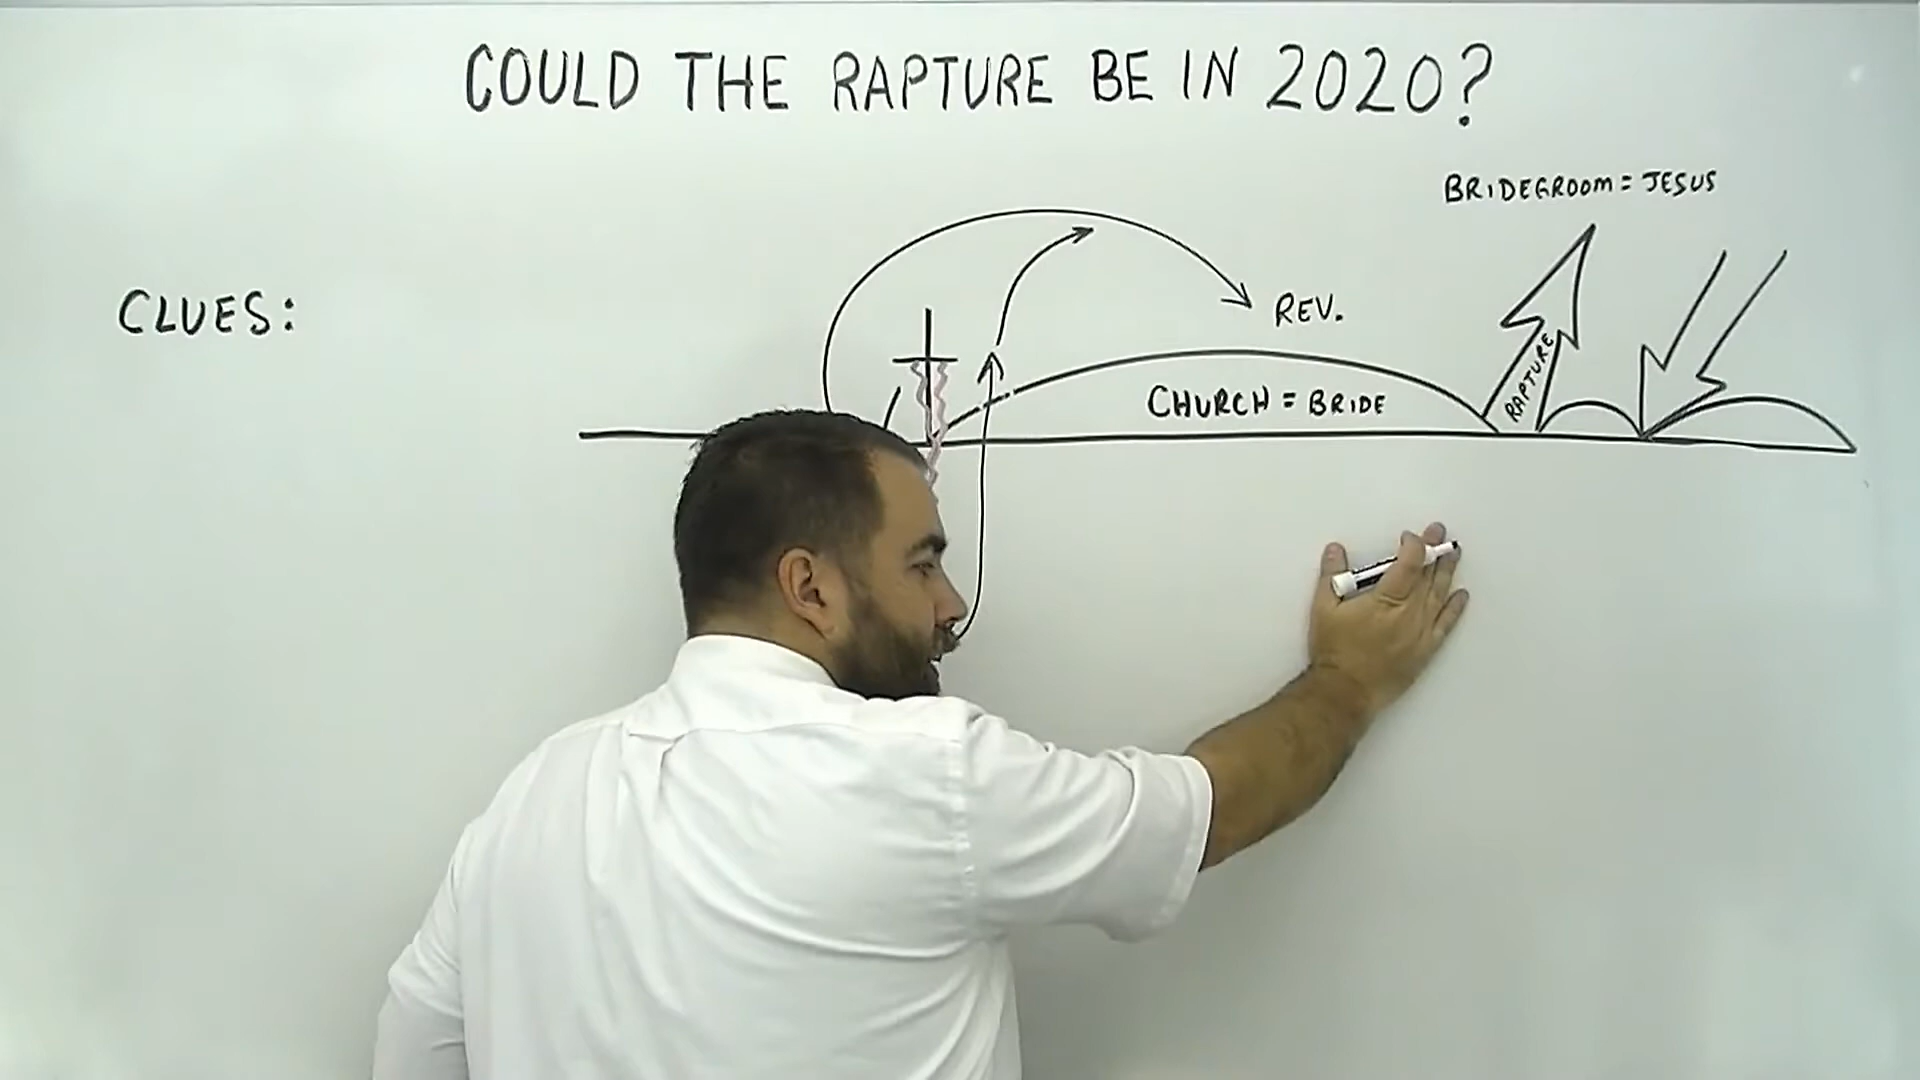 COULD THE RAPTURE BE IN 2020?
BRIDEGROOM = JESUS
CLUES:
REV.
RAPTURE
CHURCH = BRIDE